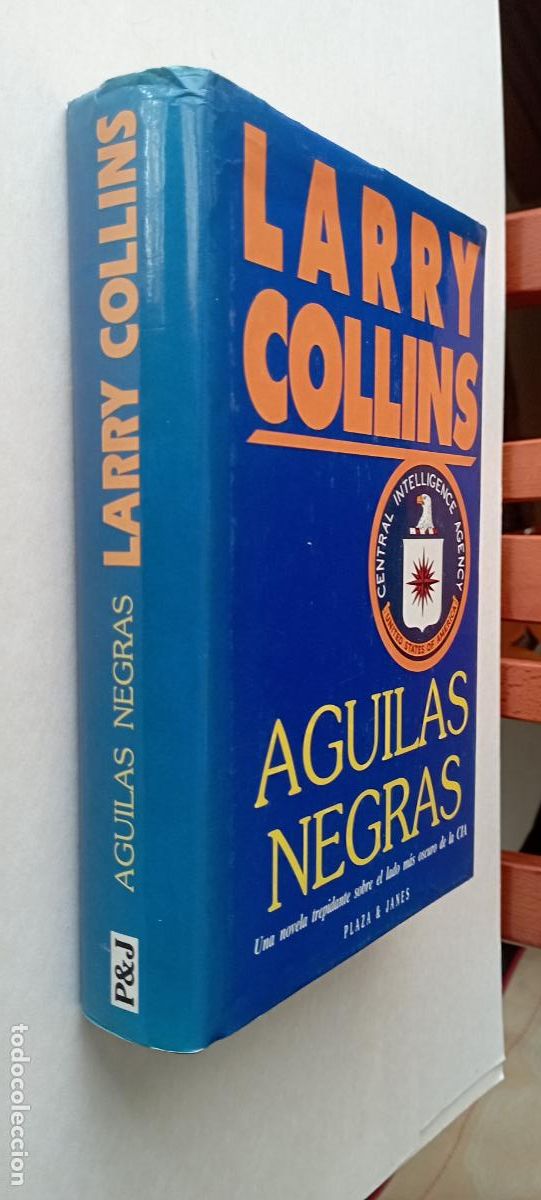 LARRY
COLLINS
CENTRAL INTELLIGENCE AGENCY
UNITED STATES OF AMERICA
AGUILAS
NEGRAS
Una novela trepidante sobre el lado más oscuro de la CIA
PLAZA & JANES
P&J AGUILAS NEGRAS LARRY COLLINS
todocoleccion